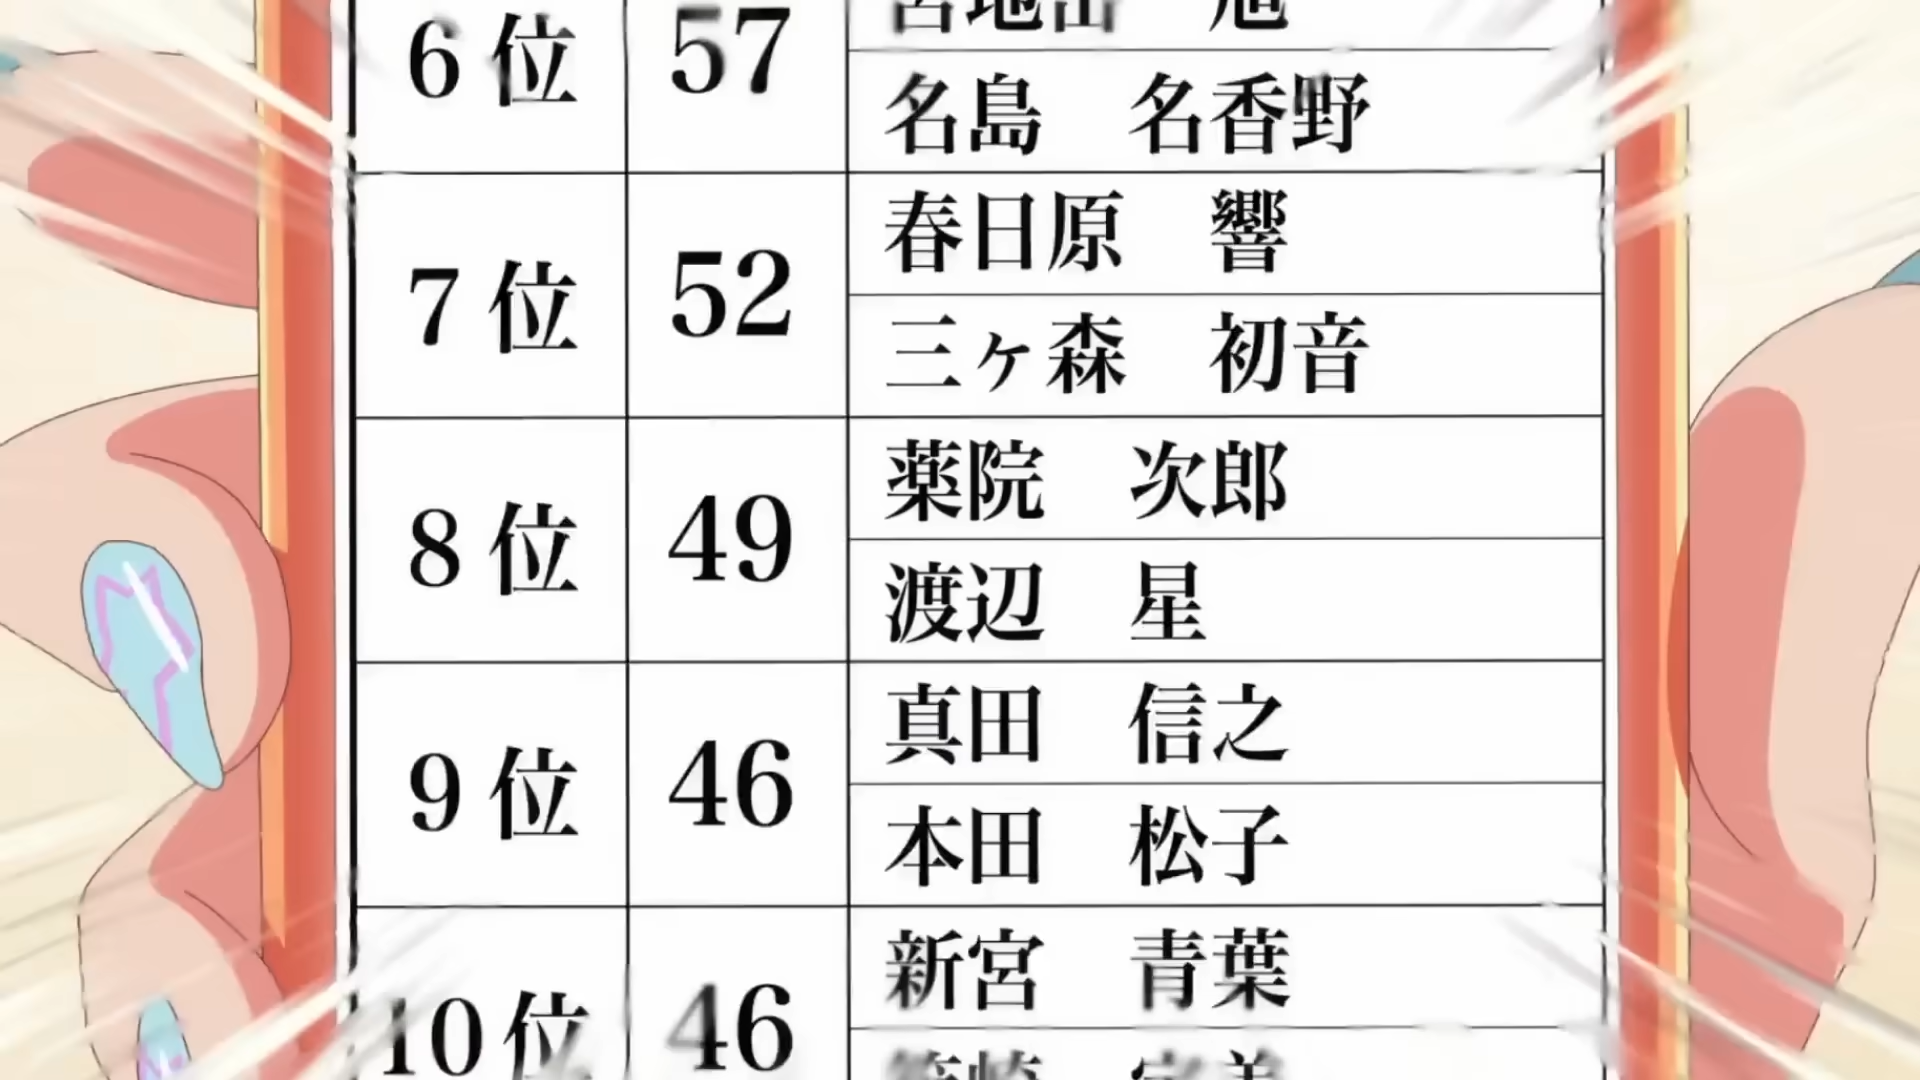 6位 57
名島　名香野
7位 52 春日原　響
三ヶ森　初音
8位 49 薬院　次郎
渡辺　星
9位 46 真田　信之
本田　松子
10位 46 新宮　青葉